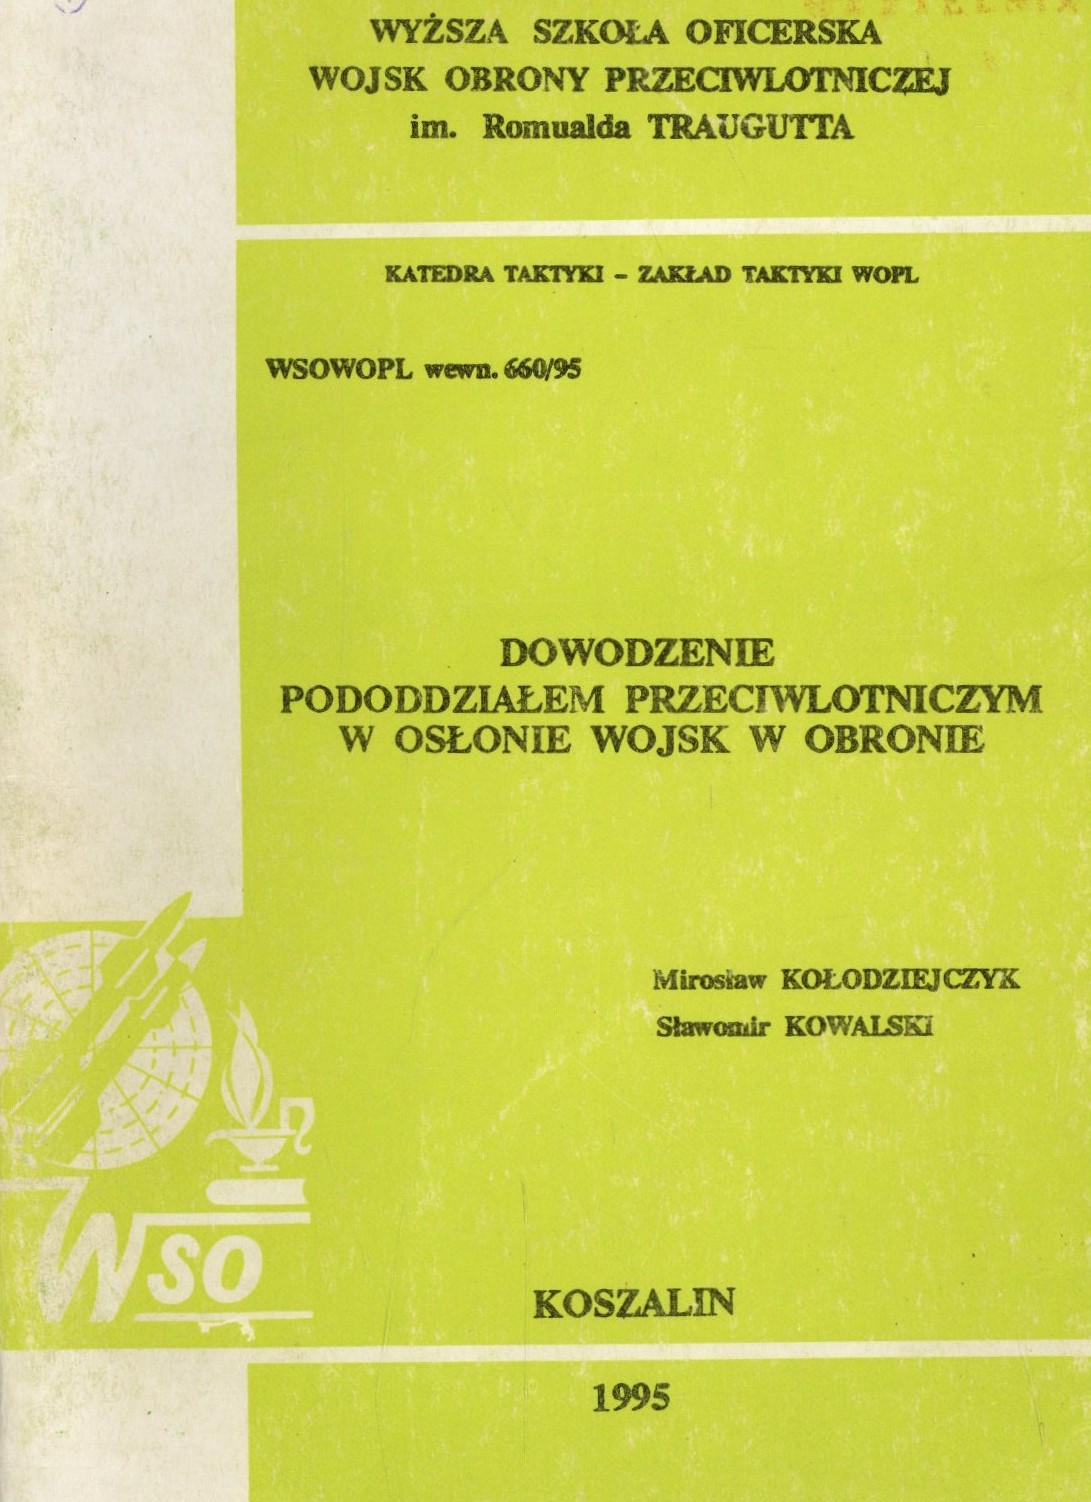 WYŻSZA SZKOŁA OFICERSKA
WOJSK OBRONY PRZECIWLOTNICZEJ
im. Romualda TRAUGUTTA
KATEDRA TAKTYKI - ZAKŁAD TAKTYKI WOPL
WSOWOPL wewn. 660/95
DOWODZENIE
PODODDZIAŁEM PRZECIWLOTNICZYM
W OSŁONIE WOJSK W OBRONIE
Mirosław KOŁODZIEJCZYK
Sławomir KOWALSKI
WSO
KOSZALIN
1995